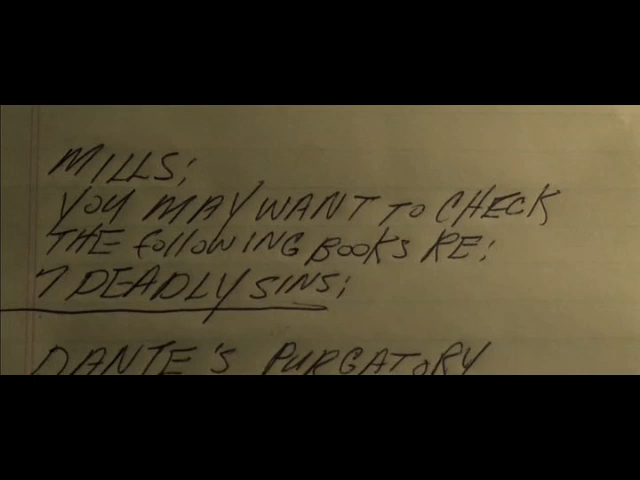 MILLS;
YOU MAY WANT TO CHECK
THE FOLLOWING BOOKS RE:
7 DEADLY SINS;
DANTE'S PURGATORY